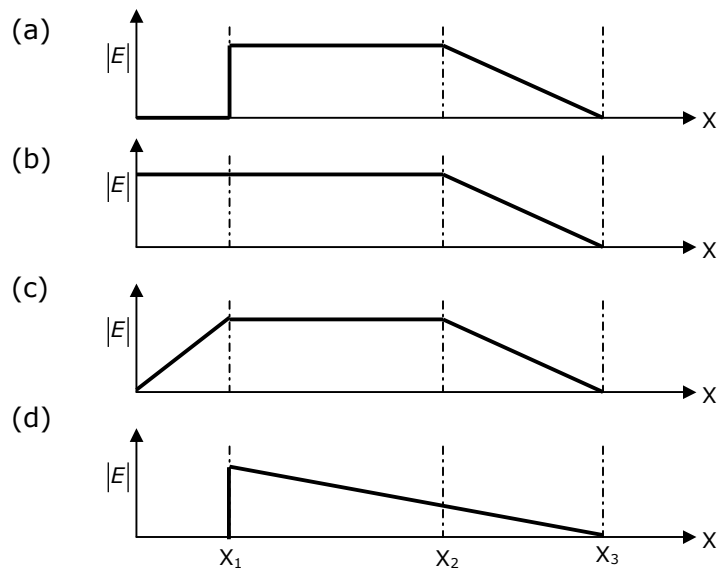 (a)
|E|
X
(b)
|E|
X
(c)
|E|
X
(d)
|E|
X
X₁ X₂ X₃